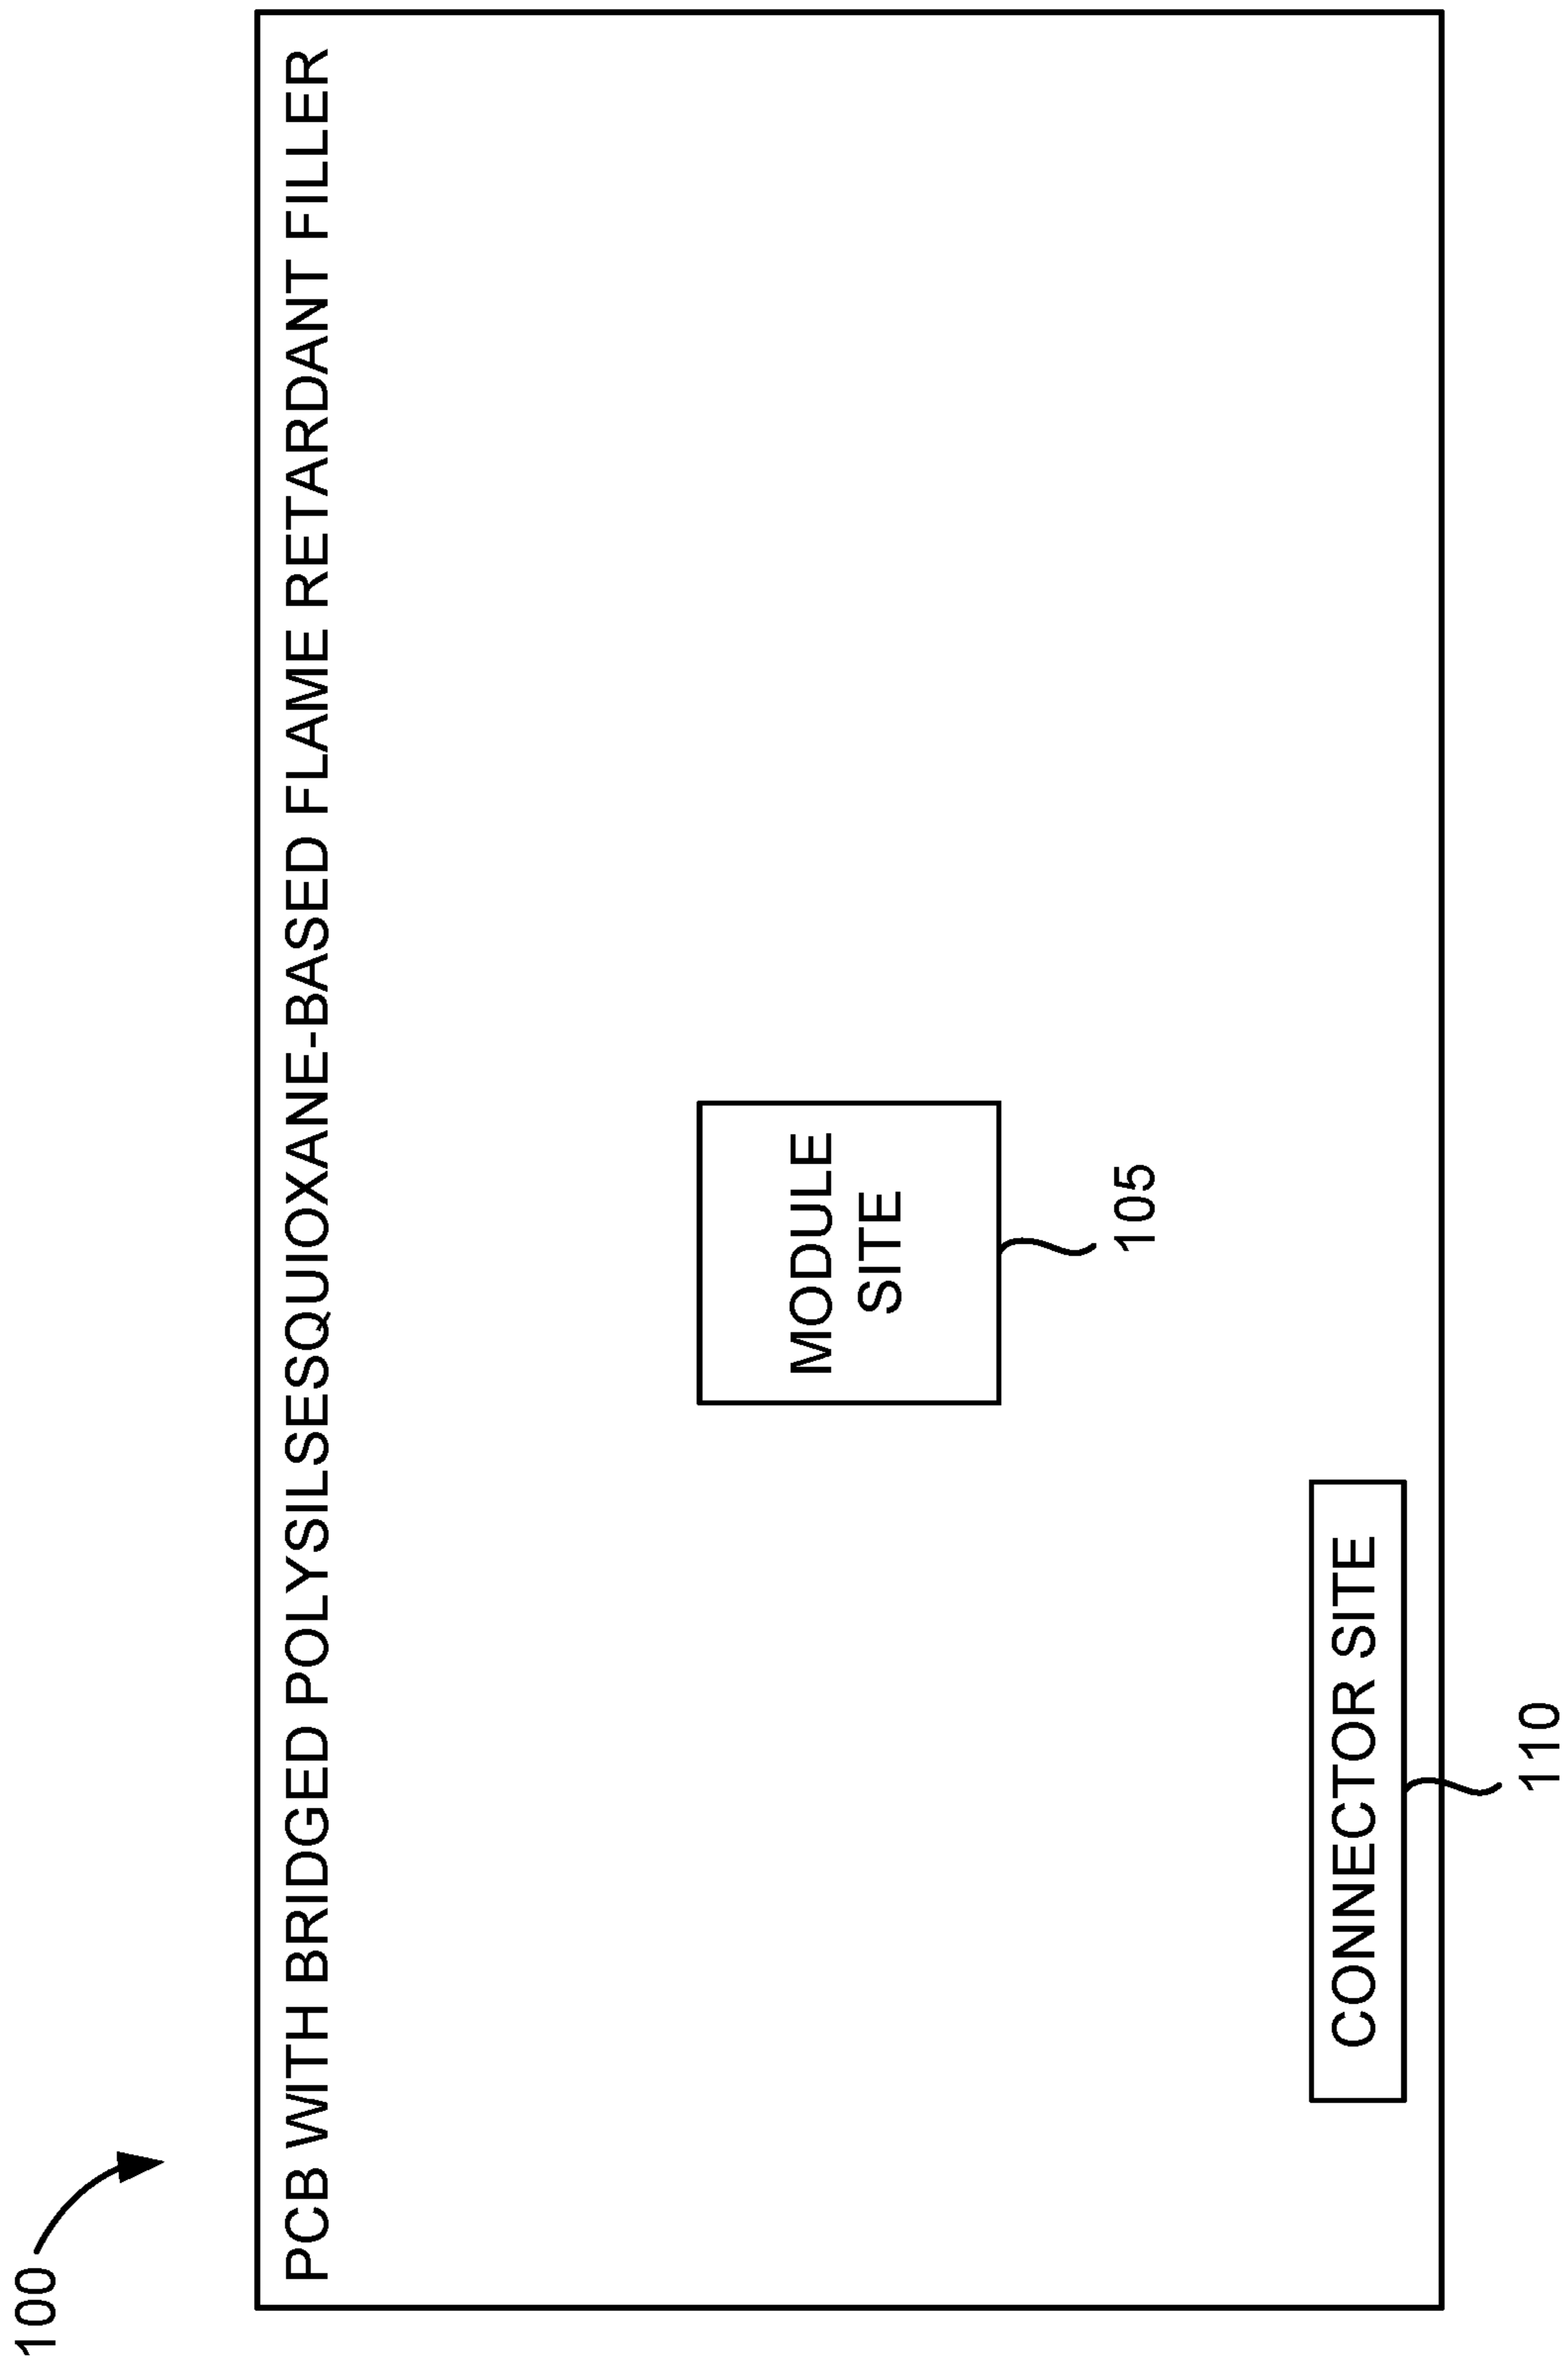 100
PCB WITH BRIDGED POLYSILSESQUIOXANE-BASED FLAME RETARDANT FILLER
MODULE
SITE
105
CONNECTOR SITE
110